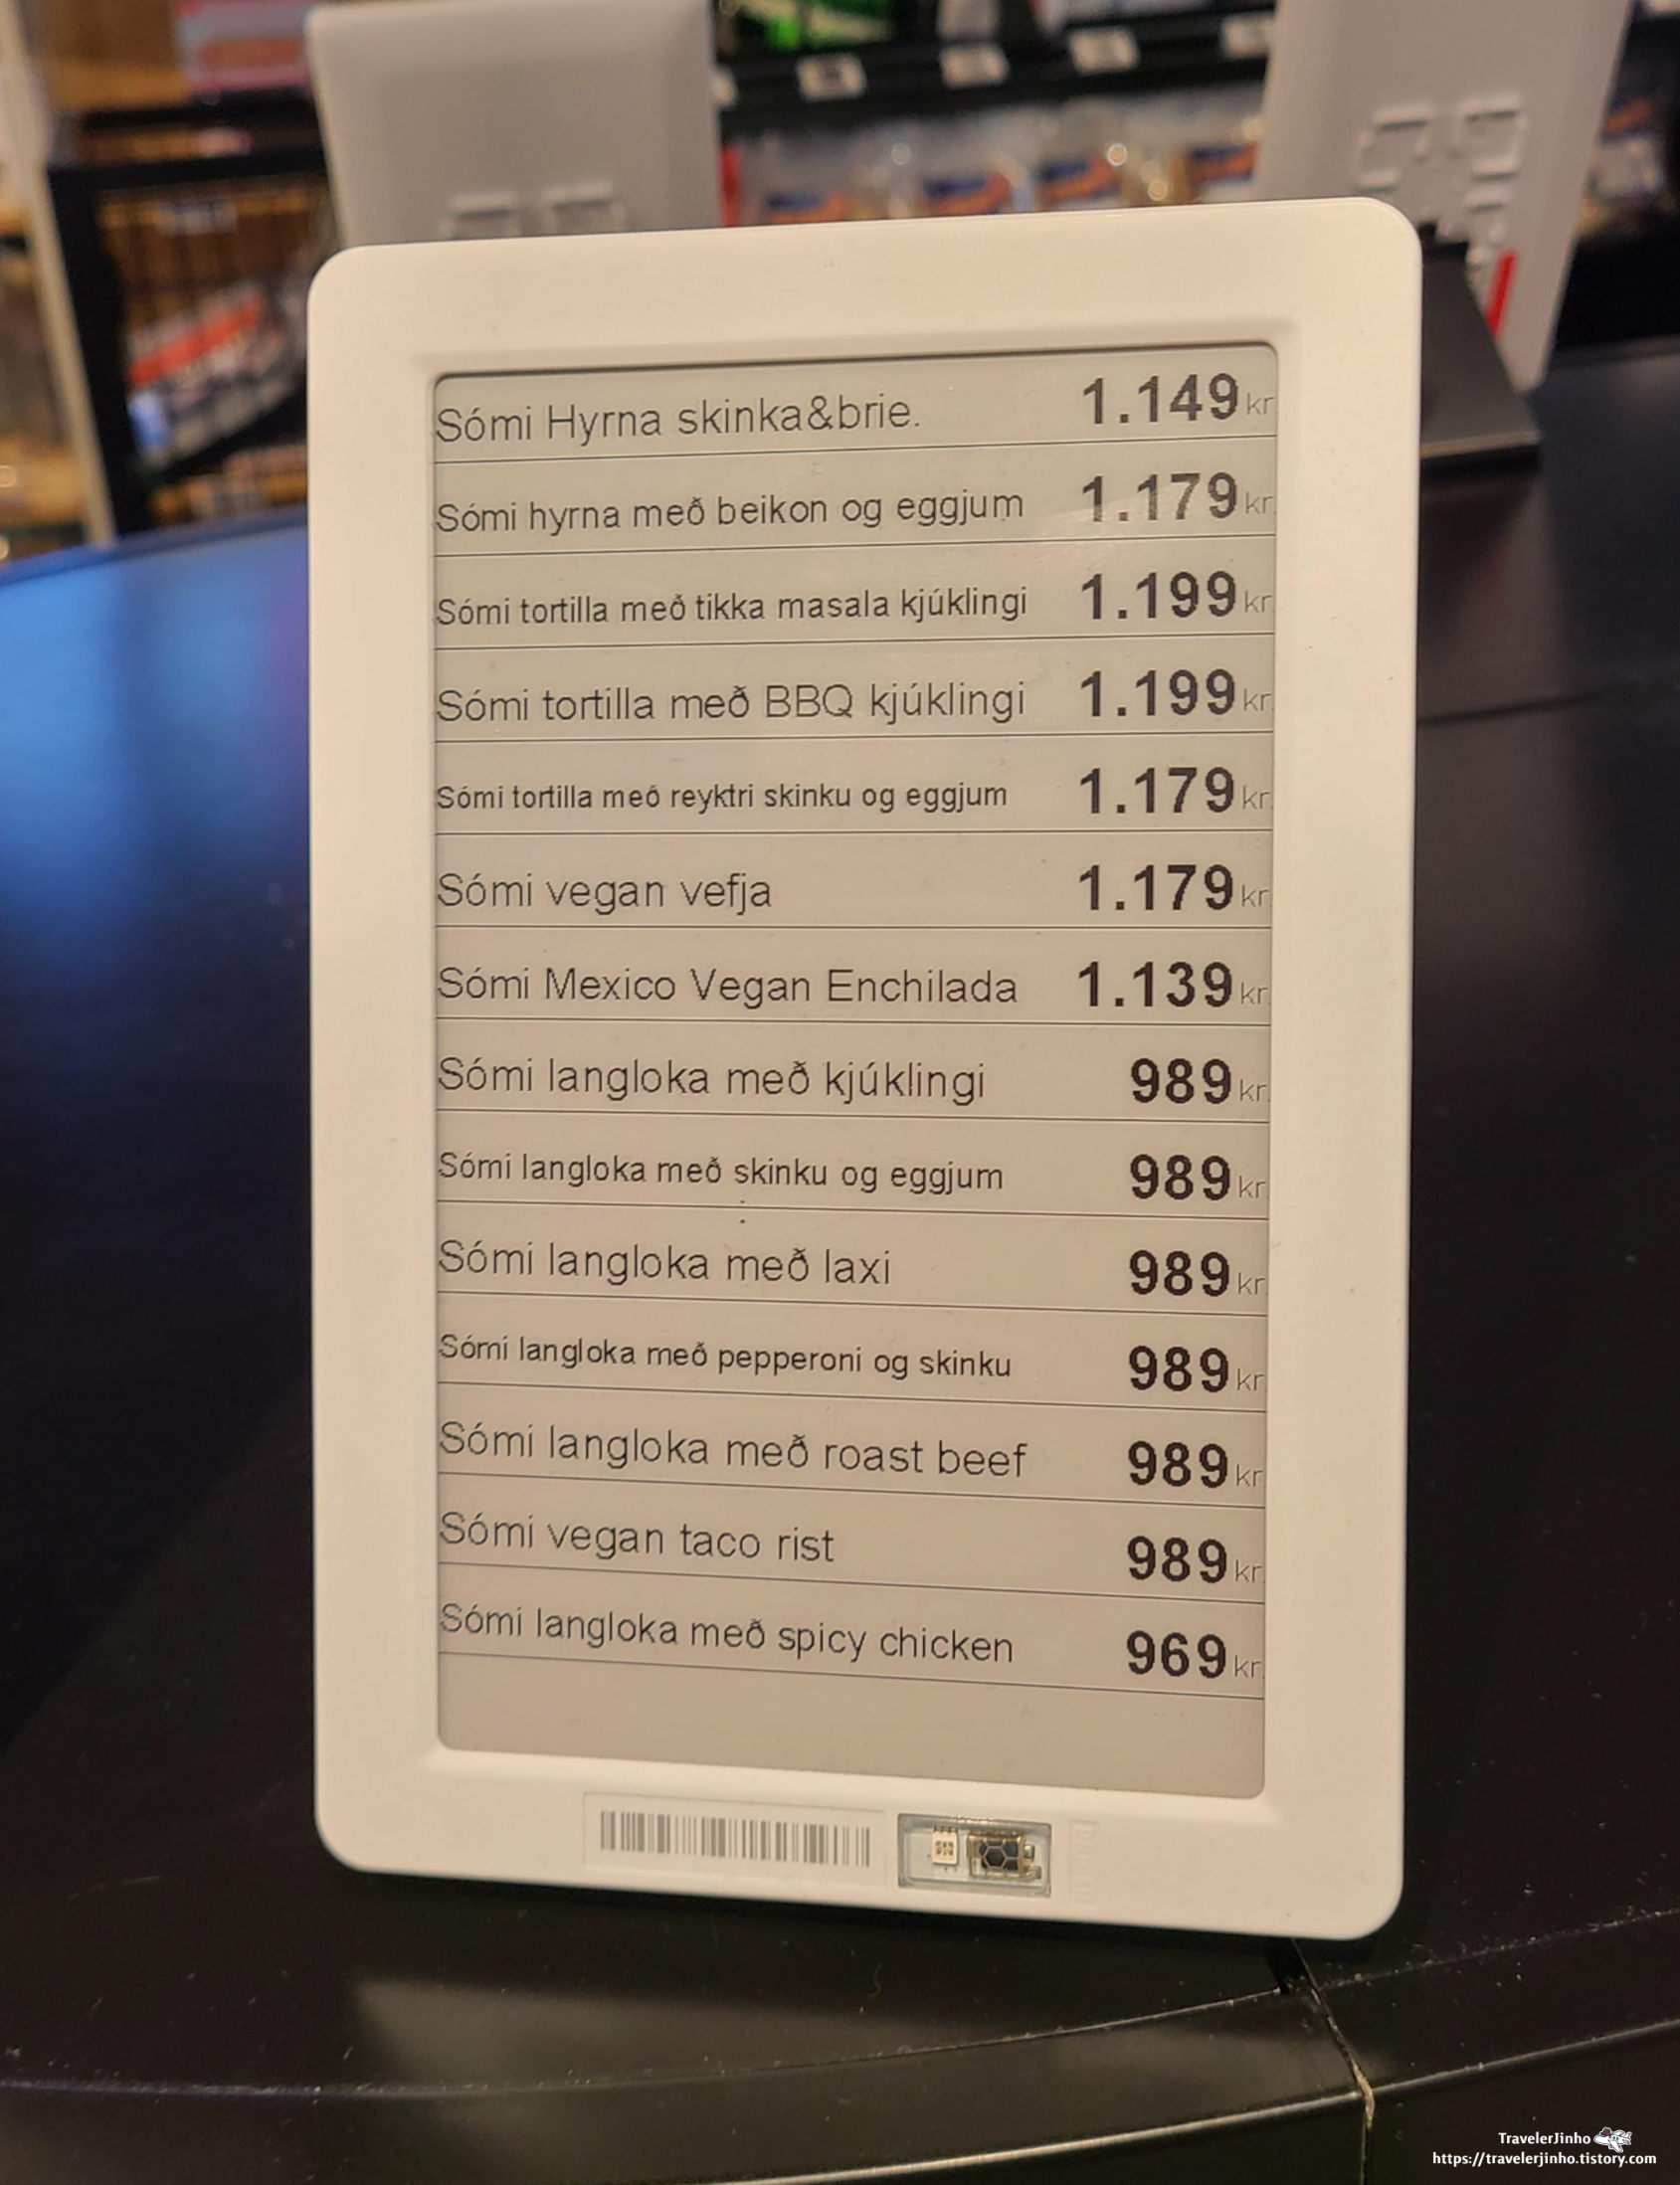 Sómi Hyrna skinka&brie. 1.149 kr.
Sómi hyrna með beikon og eggjum 1.179 kr.
Sómi tortilla með tikka masala kjúklingi 1.199 kr.
Sómi tortilla með BBQ kjúklingi 1.199 kr.
Sómi tortilla með reyktri skinku og eggjum 1.179 kr.
Sómi vegan vefja 1.179 kr.
Sómi Mexico Vegan Enchilada 1.139 kr.
Sómi langloka með kjúklingi 989 kr.
Sómi langloka með skinku og eggjum 989 kr.
Sómi langloka með laxi 989 kr.
Sómi langloka með pepperoni og skinku 989 kr.
Sómi langloka með roast beef 989 kr.
Sómi vegan taco rist 989 kr.
Sómi langloka með spicy chicken 969 kr.
TravelerJinho
https://travelerjinho.tistory.com